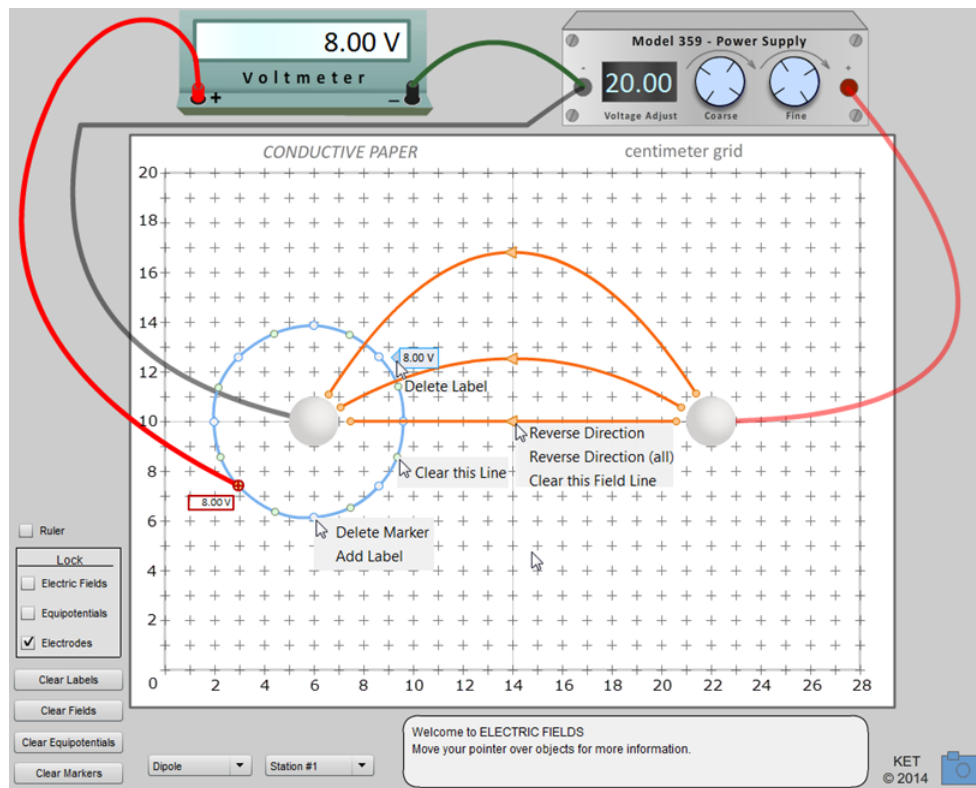 8.00 V
Voltmeter
+
–
Model 359 - Power Supply
-
+
20.00
Voltage Adjust
Coarse
Fine
CONDUCTIVE PAPER
centimeter grid
20
18
16
14
12
10
8
6
4
2
0
2
4
6
8
10
12
14
16
18
20
22
24
26
28
8.00 V
Delete Label
Reverse Direction
Reverse Direction (all)
Clear this Field Line
Clear this Line
8.00 V
Delete Marker
Add Label
Ruler
Lock
Electric Fields
Equipotentials
Electrodes
Clear Labels
Clear Fields
Clear Equipotentials
Clear Markers
Dipole
Station #1
Welcome to ELECTRIC FIELDS
Move your pointer over objects for more information.
KET
© 2014